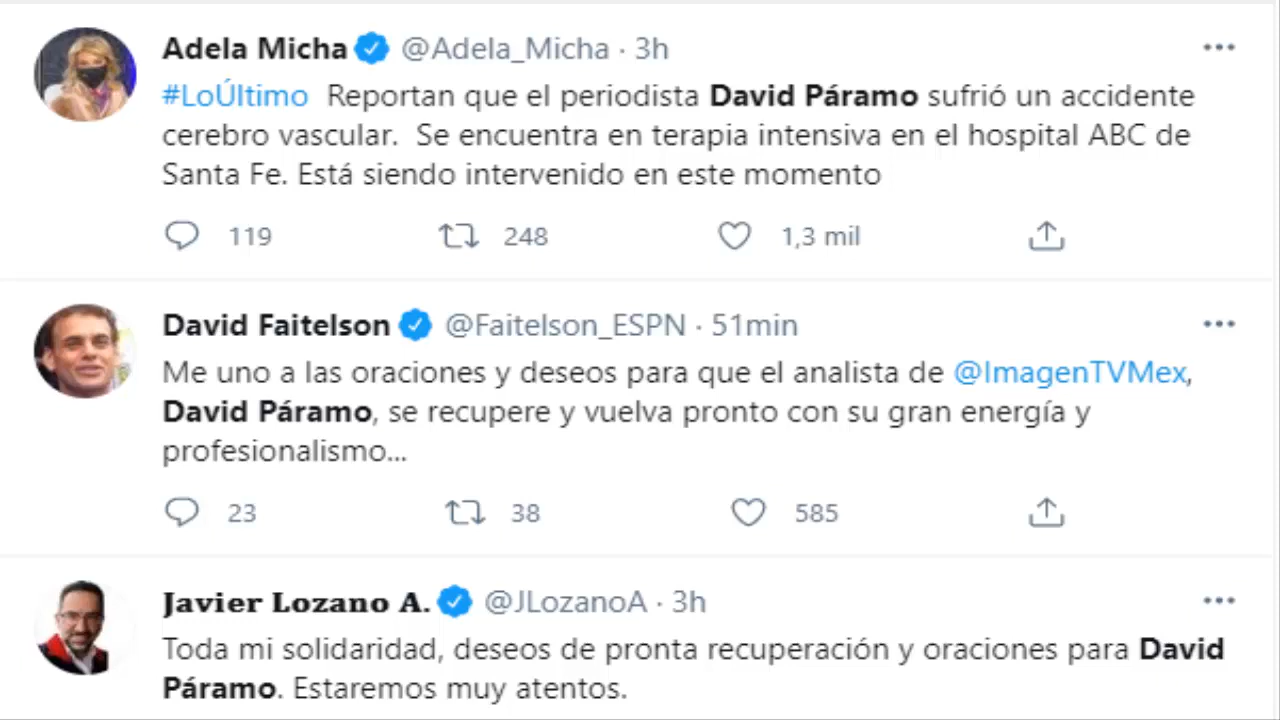 Adela Micha @Adela_Micha · 3h
#LoÚltimo Reportan que el periodista David Páramo sufrió un accidente
cerebro vascular. Se encuentra en terapia intensiva en el hospital ABC de
Santa Fe. Está siendo intervenido en este momento
119 248 1,3 mil
David Faitelson @Faitelson_ESPN · 51min
Me uno a las oraciones y deseos para que el analista de @ImagenTVMex,
David Páramo, se recupere y vuelva pronto con su gran energía y
profesionalismo...
23 38 585
Javier Lozano A. @JLozanoA · 3h
Toda mi solidaridad, deseos de pronta recuperación y oraciones para David
Páramo. Estaremos muy atentos.